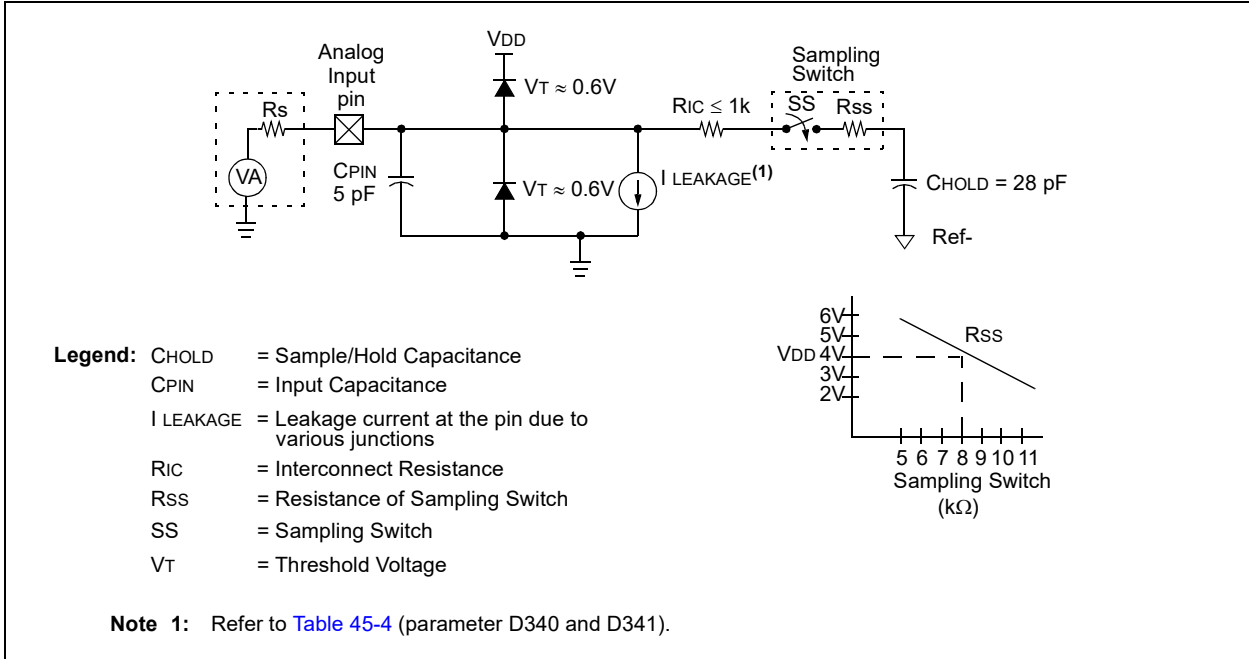 VDD
Analog
Input
pin
Sampling
Switch
VT ≈ 0.6V
Rs
RIC ≤ 1k
SS
Rss
VA
CPIN
5 pF
VT ≈ 0.6V
I LEAKAGE(1)
CHOLD = 28 pF
Ref-
6V
5V
VDD 4V
3V
2V
RSS
5 6 7 8 9 10 11
Sampling Switch
(kΩ)
Legend: CHOLD = Sample/Hold Capacitance
CPIN = Input Capacitance
I LEAKAGE = Leakage current at the pin due to
various junctions
RIC = Interconnect Resistance
RSS = Resistance of Sampling Switch
SS = Sampling Switch
VT = Threshold Voltage
Note 1: Refer to Table 45-4 (parameter D340 and D341).